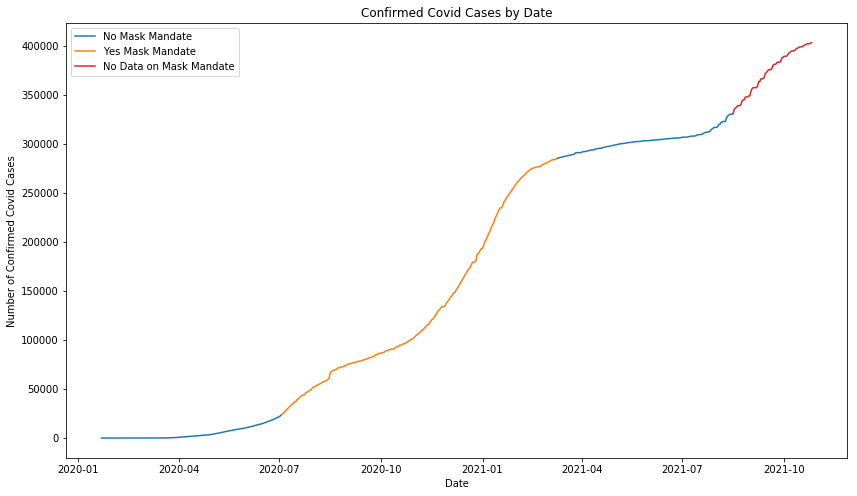 Confirmed Covid Cases by Date
No Mask Mandate
Yes Mask Mandate
No Data on Mask Mandate
Number of Confirmed Covid Cases
400000
350000
300000
250000
200000
150000
100000
50000
0
2020-01 2020-04 2020-07 2020-10 2021-01 2021-04 2021-07 2021-10
Date